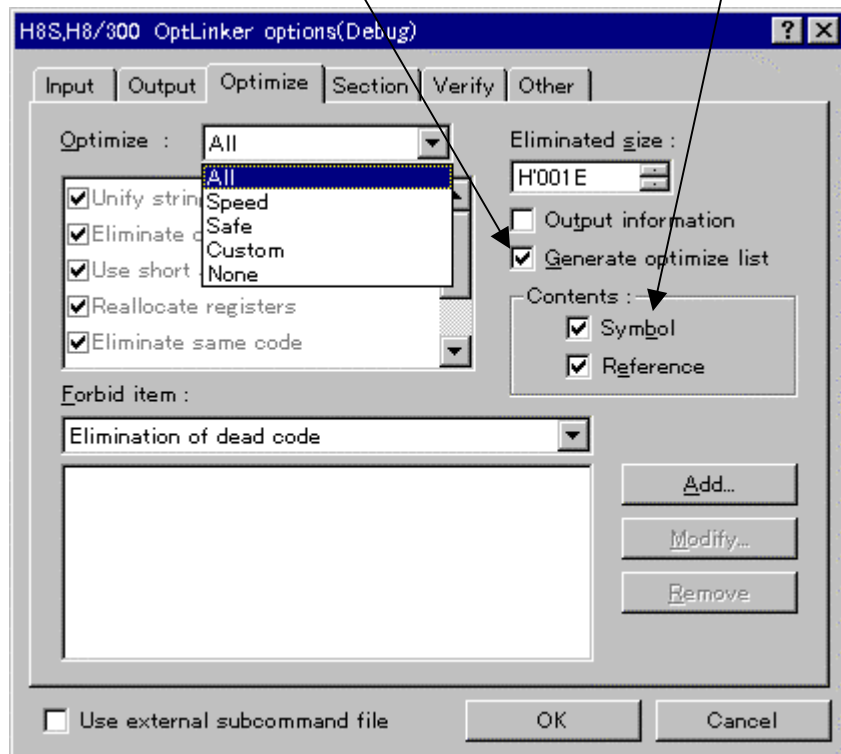 H8S,H8/300 OptLinker options(Debug)
Input Output Optimize Section Verify Other
Optimize : All
Eliminated size :
H'001E
All
Speed
Safe
Custom
None
Unify strin
Eliminate
Use short
Reallocate registers
Eliminate same code
Output information
Generate optimize list
Contents :
Symbol
Reference
Forbid item :
Elimination of dead code
Add...
Modify...
Remove
Use external subcommand file
OK
Cancel